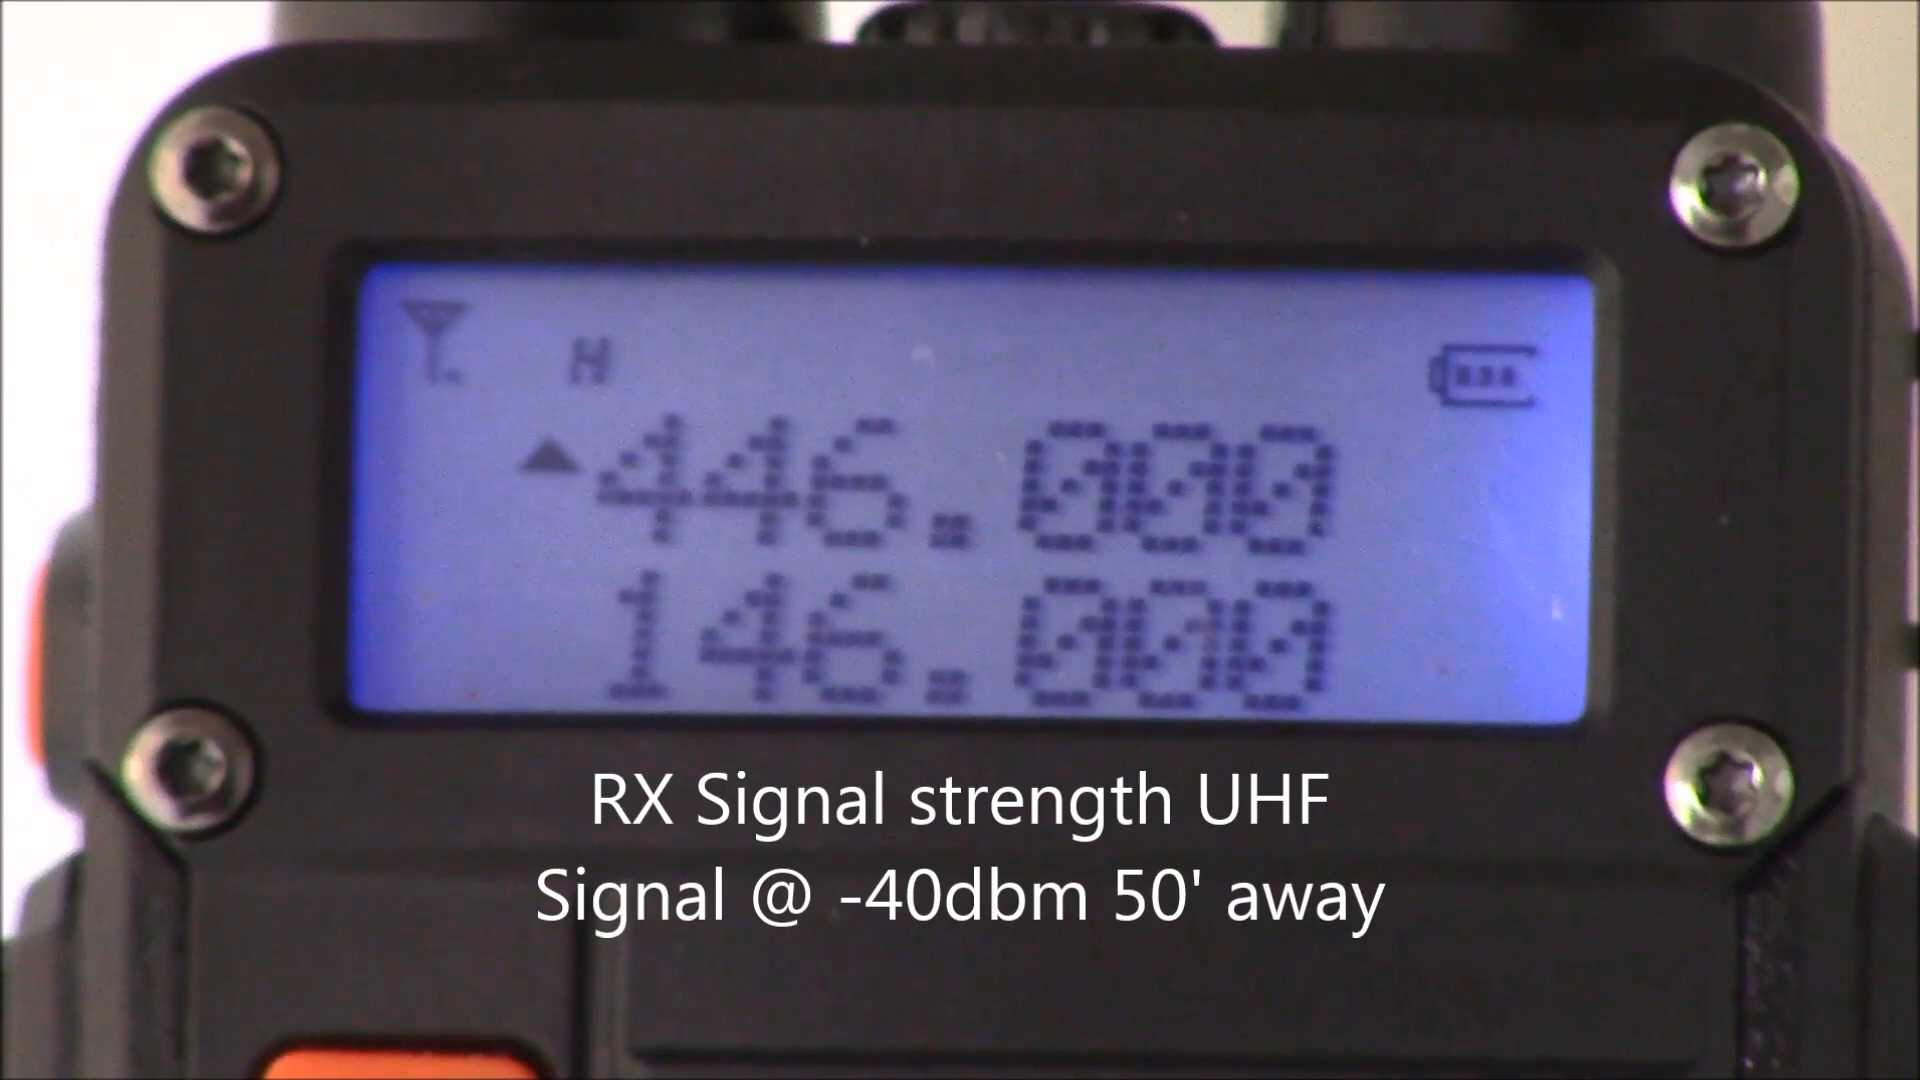 H
446.000
146.000
RX Signal strength UHF
Signal @ -40dbm 50' away